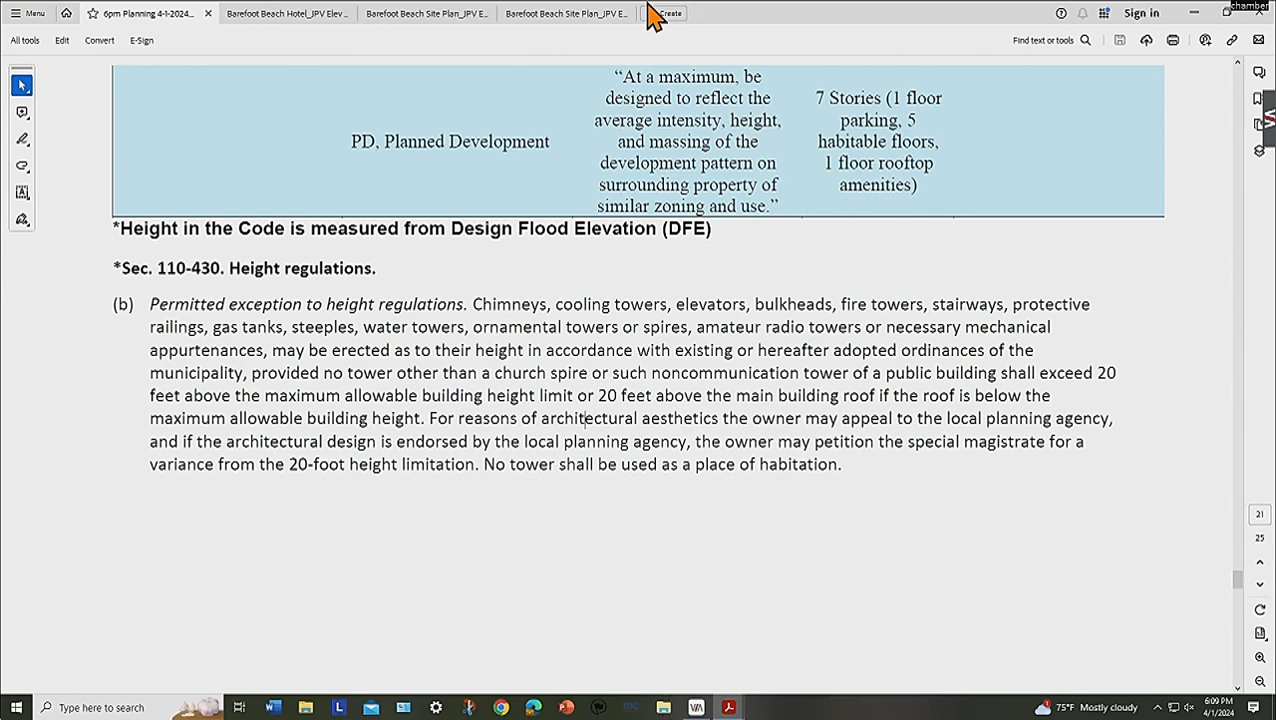 chamber
Menu
6pm Planning 4-1-2024...
Barefoot Beach Hotel_JPV Elev ...
Barefoot Beach Site Plan_JPV E...
Barefoot Beach Site Plan_JPV E...
Create
Sign in
All tools
Edit
Convert
E-Sign
Find text or tools
PD, Planned Development
“At a maximum, be
designed to reflect the
average intensity, height,
and massing of the
development pattern on
surrounding property of
similar zoning and use.”
7 Stories (1 floor
parking, 5
habitable floors,
1 floor rooftop
amenities)
*Height in the Code is measured from Design Flood Elevation (DFE)
*Sec. 110-430. Height regulations.
(b) Permitted exception to height regulations. Chimneys, cooling towers, elevators, bulkheads, fire towers, stairways, protective
railings, gas tanks, steeples, water towers, ornamental towers or spires, amateur radio towers or necessary mechanical
appurtenances, may be erected as to their height in accordance with existing or hereafter adopted ordinances of the
municipality, provided no tower other than a church spire or such noncommunication tower of a public building shall exceed 20
feet above the maximum allowable building height limit or 20 feet above the main building roof if the roof is below the
maximum allowable building height. For reasons of architectural aesthetics the owner may appeal to the local planning agency,
and if the architectural design is endorsed by the local planning agency, the owner may petition the special magistrate for a
variance from the 20-foot height limitation. No tower shall be used as a place of habitation.
21
25
Type here to search
75°F Mostly cloudy
6:09 PM
4/1/2024